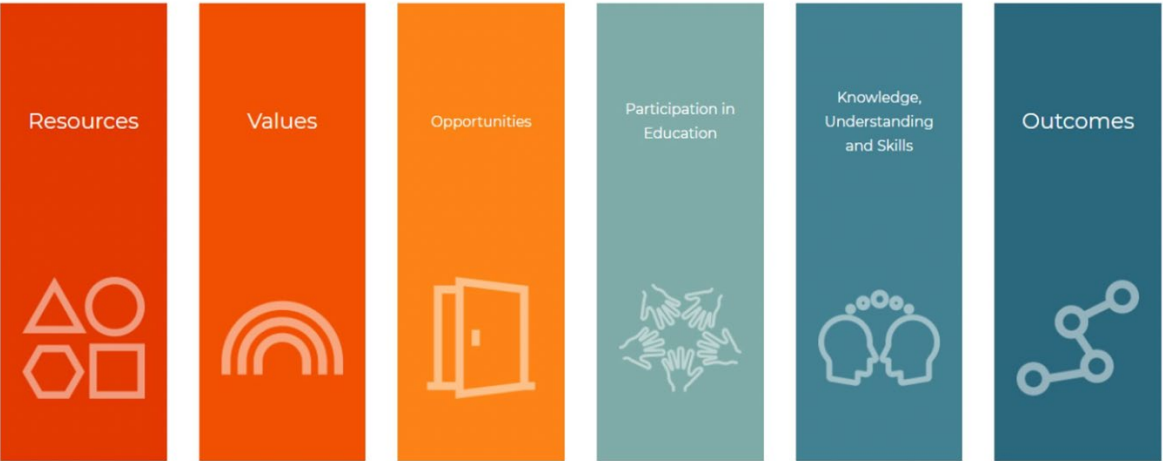 Resources
Values
Opportunities
Participation in
Education
Knowledge,
Understanding
and Skills
Outcomes